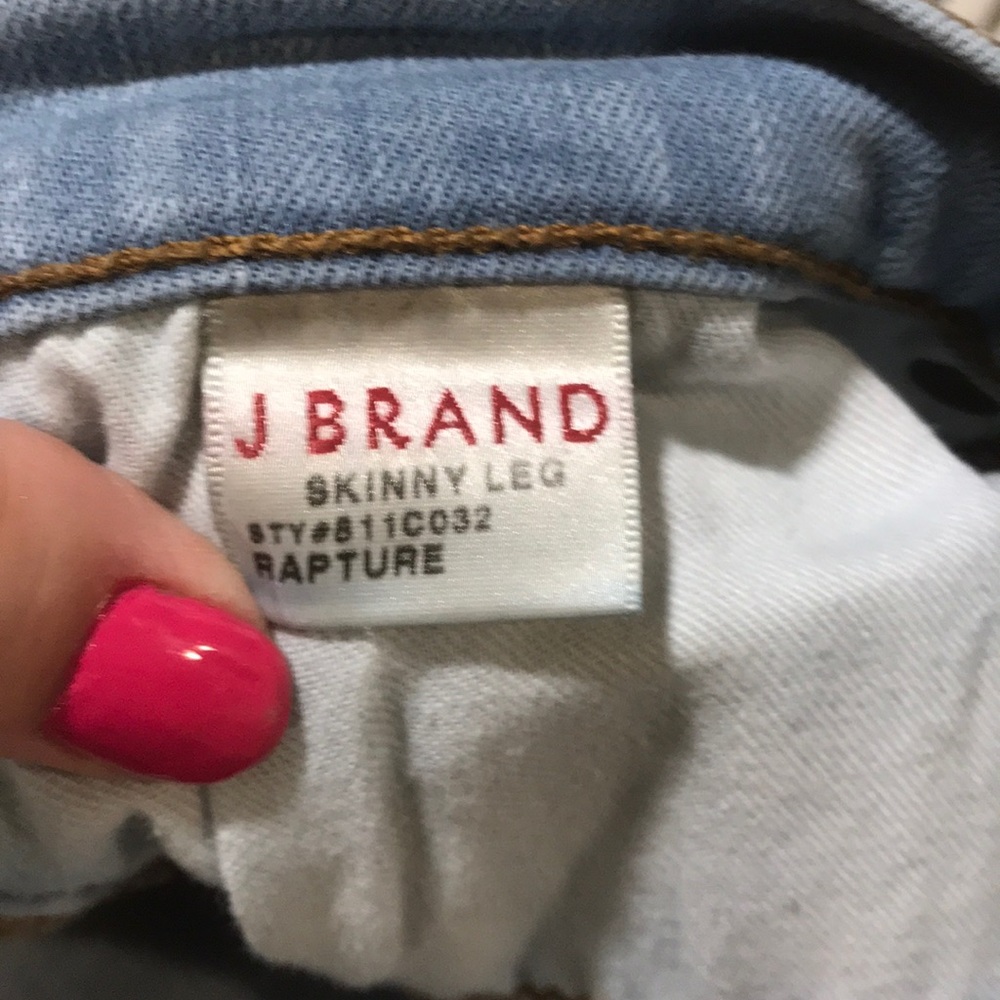 J BRAND
SKINNY LEG
STY#811C032
RAPTURE